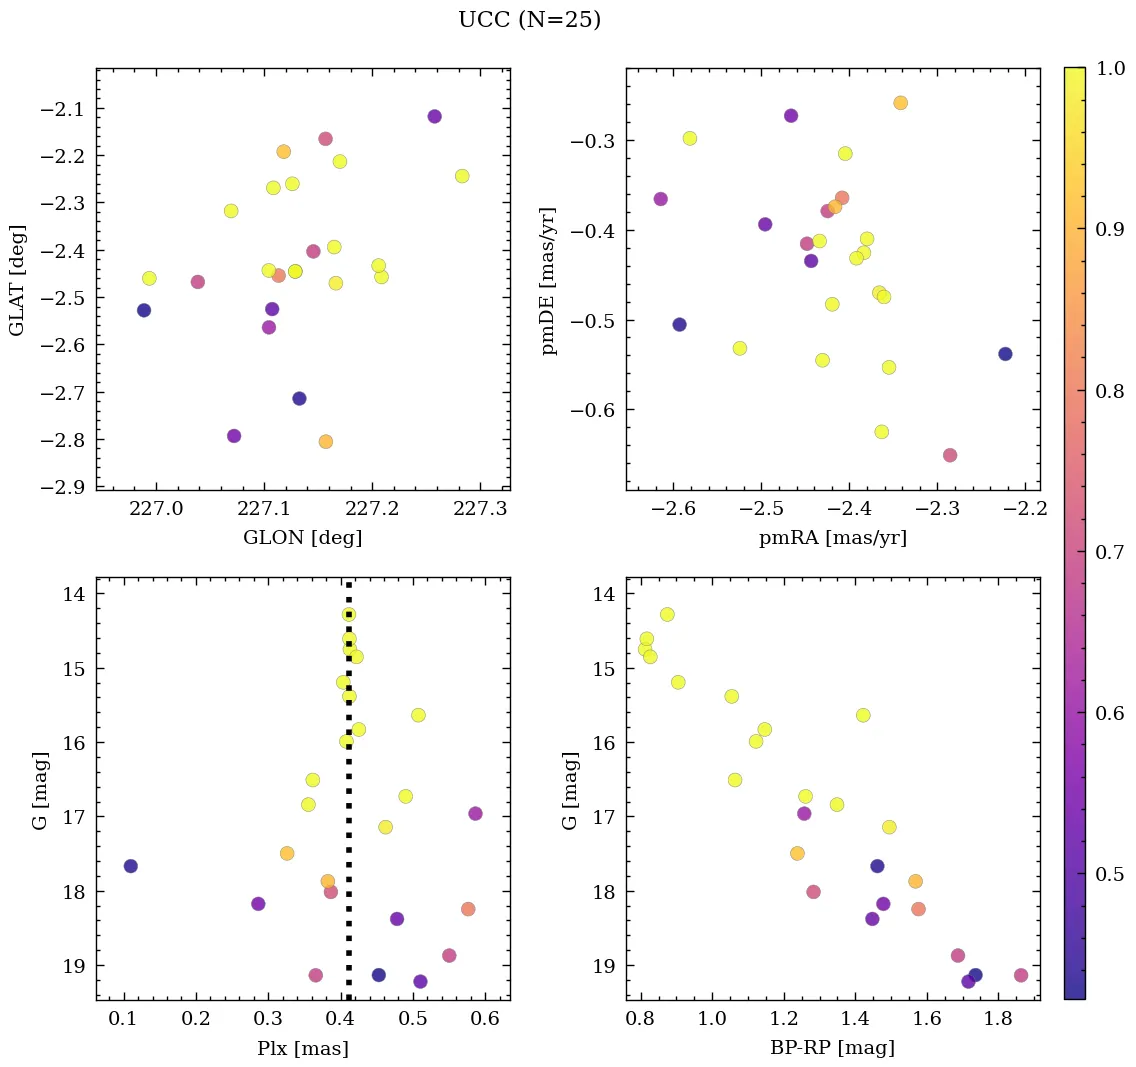 UCC (N=25)
−2.1
−2.2
−2.3
−2.4
−2.5
−2.6
−2.7
−2.8
−2.9
GLAT [deg]
227.0 227.1 227.2 227.3
GLON [deg]
−0.3
−0.4
−0.5
−0.6
pmDE [mas/yr]
−2.6 −2.5 −2.4 −2.3 −2.2
pmRA [mas/yr]
14
15
16
17
18
19
G [mag]
0.1 0.2 0.3 0.4 0.5 0.6
Plx [mas]
14
15
16
17
18
19
G [mag]
0.8 1.0 1.2 1.4 1.6 1.8
BP-RP [mag]
1.0
0.9
0.8
0.7
0.6
0.5